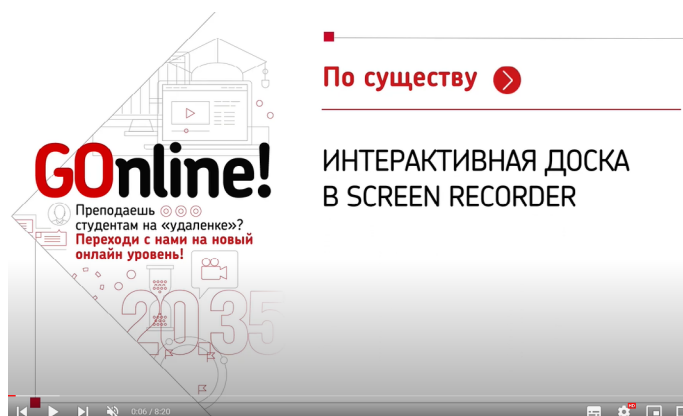 По существу
GOnline!
ИНТЕРАКТИВНАЯ ДОСКА
В SCREEN RECORDER
Преподаешь
студентам на «удаленке»?
Переходи с нами на новый
онлайн уровень!
2035
0:06 / 8:20
HD